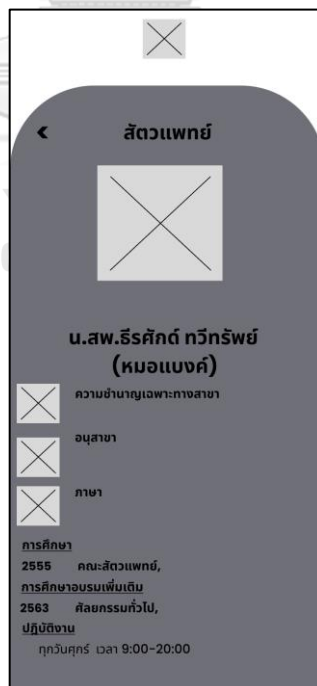 สัตวแพทย์
น.สพ.ธีรศักด์ ทวีทรัพย์
(หมอแบงค์)
ความชำนาญเฉพาะทางสาขา
อนุสาขา
ภาษา
การศึกษา
2555 คณะสัตวแพทย์,
การศึกษาอบรมเพิ่มเติม
2563 ศัลยกรรมทั่วไป,
ปฏิบัติงาน
ทุกวันศุกร์ เวลา 9:00-20:00